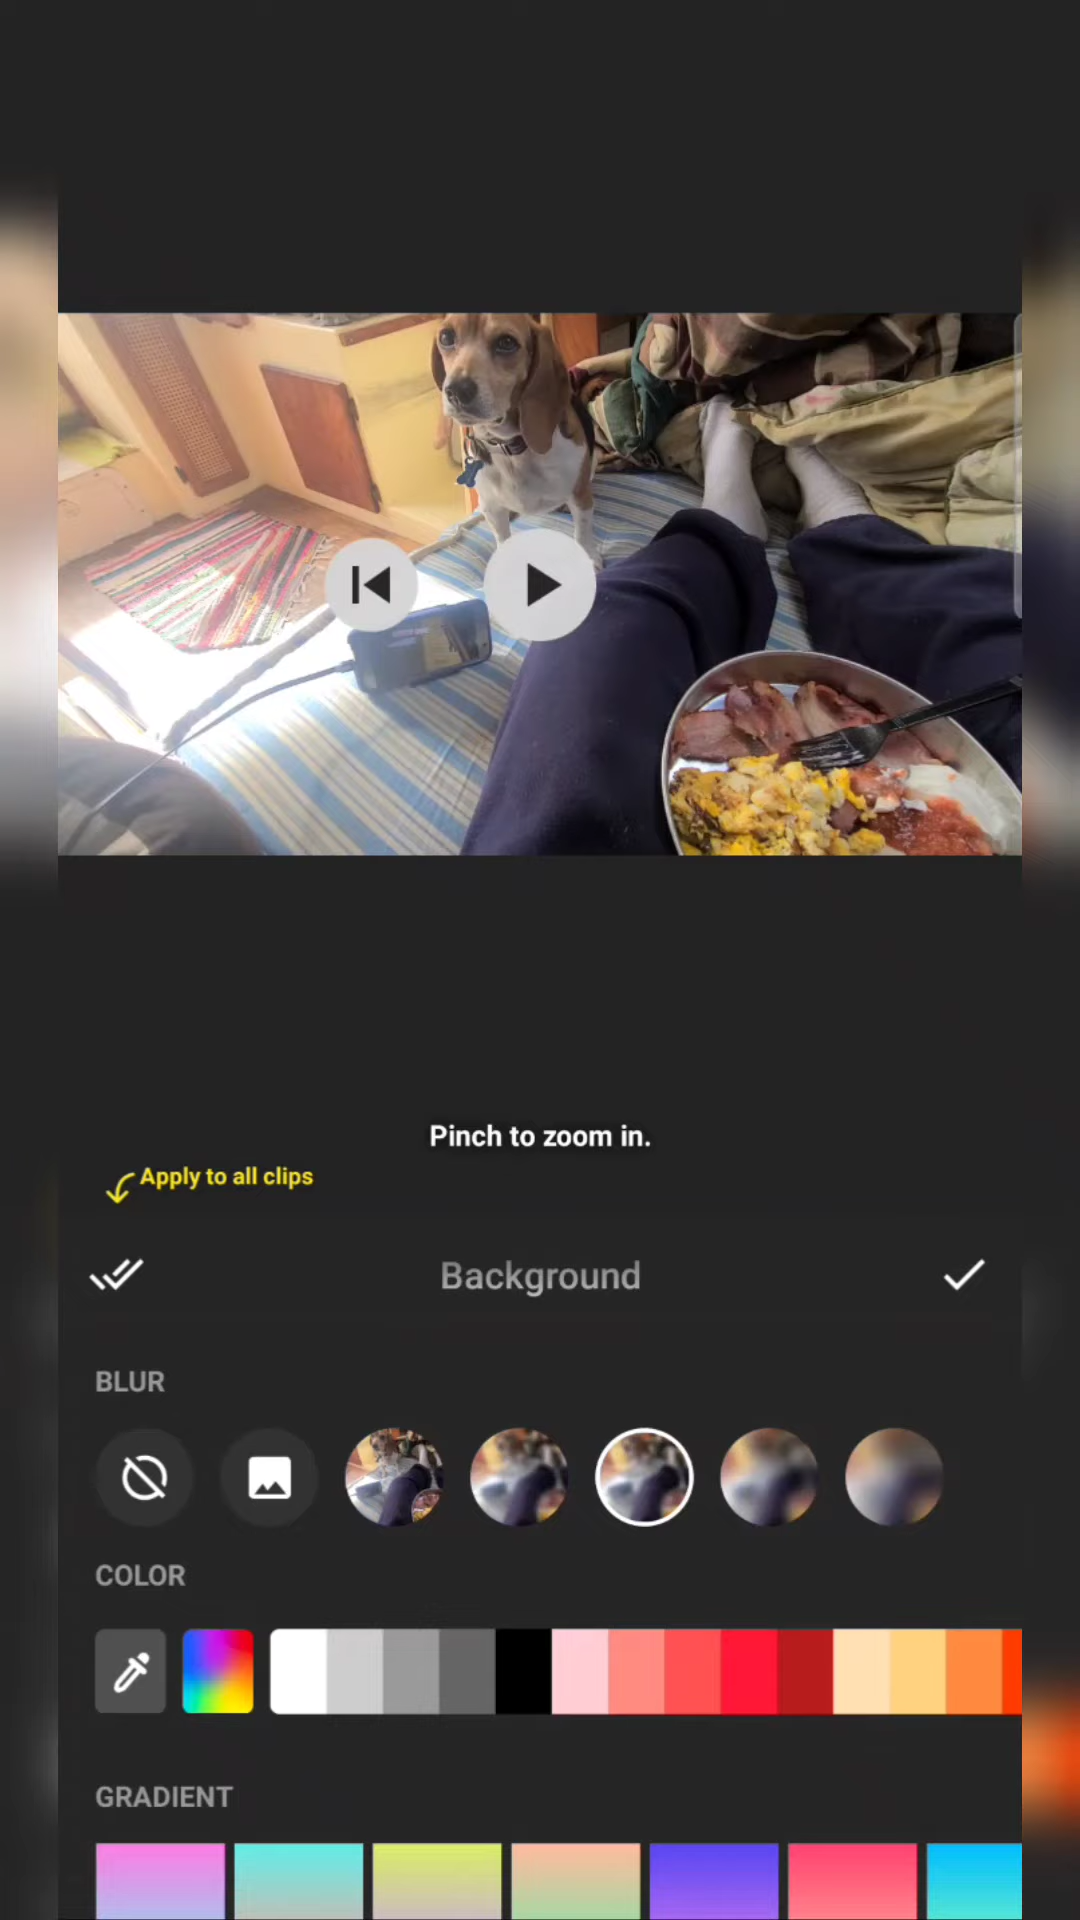 Pinch to zoom in.
Apply to all clips
Background
BLUR
COLOR
GRADIENT